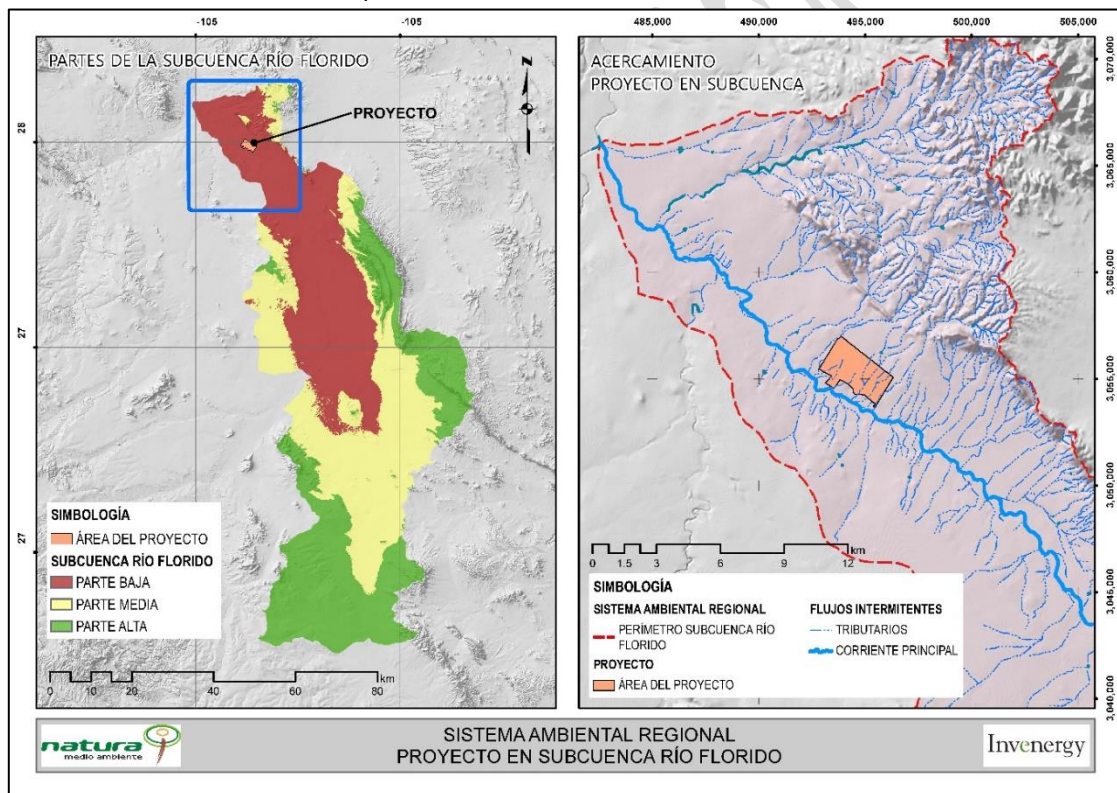 -105
-105
PARTES DE LA SUBCUENCA RÍO FLORIDO
N
PROYECTO
28
27
27
SIMBOLOGÍA
ÁREA DEL PROYECTO
SUBCUENCA RÍO FLORIDO
PARTE BAJA
PARTE MEDIA
PARTE ALTA
0 5 10 20 40 60 80 km
485,000 490,000 495,000 500,000 505,000
ACERCAMIENTO
PROYECTO EN SUBCUENCA
3,070,000
3,065,000
3,060,000
3,055,000
3,050,000
3,045,000
3,040,000
0 1.5 3 6 9 12 km
SIMBOLOGÍA
SISTEMA AMBIENTAL REGIONAL
PERÍMETRO SUBCUENCA RÍO
FLORIDO
PROYECTO
ÁREA DEL PROYECTO
FLUJOS INTERMITENTES
TRIBUTARIOS
CORRIENTE PRINCIPAL
natura
medio ambiente
SISTEMA AMBIENTAL REGIONAL
PROYECTO EN SUBCUENCA RÍO FLORIDO
Invenergy